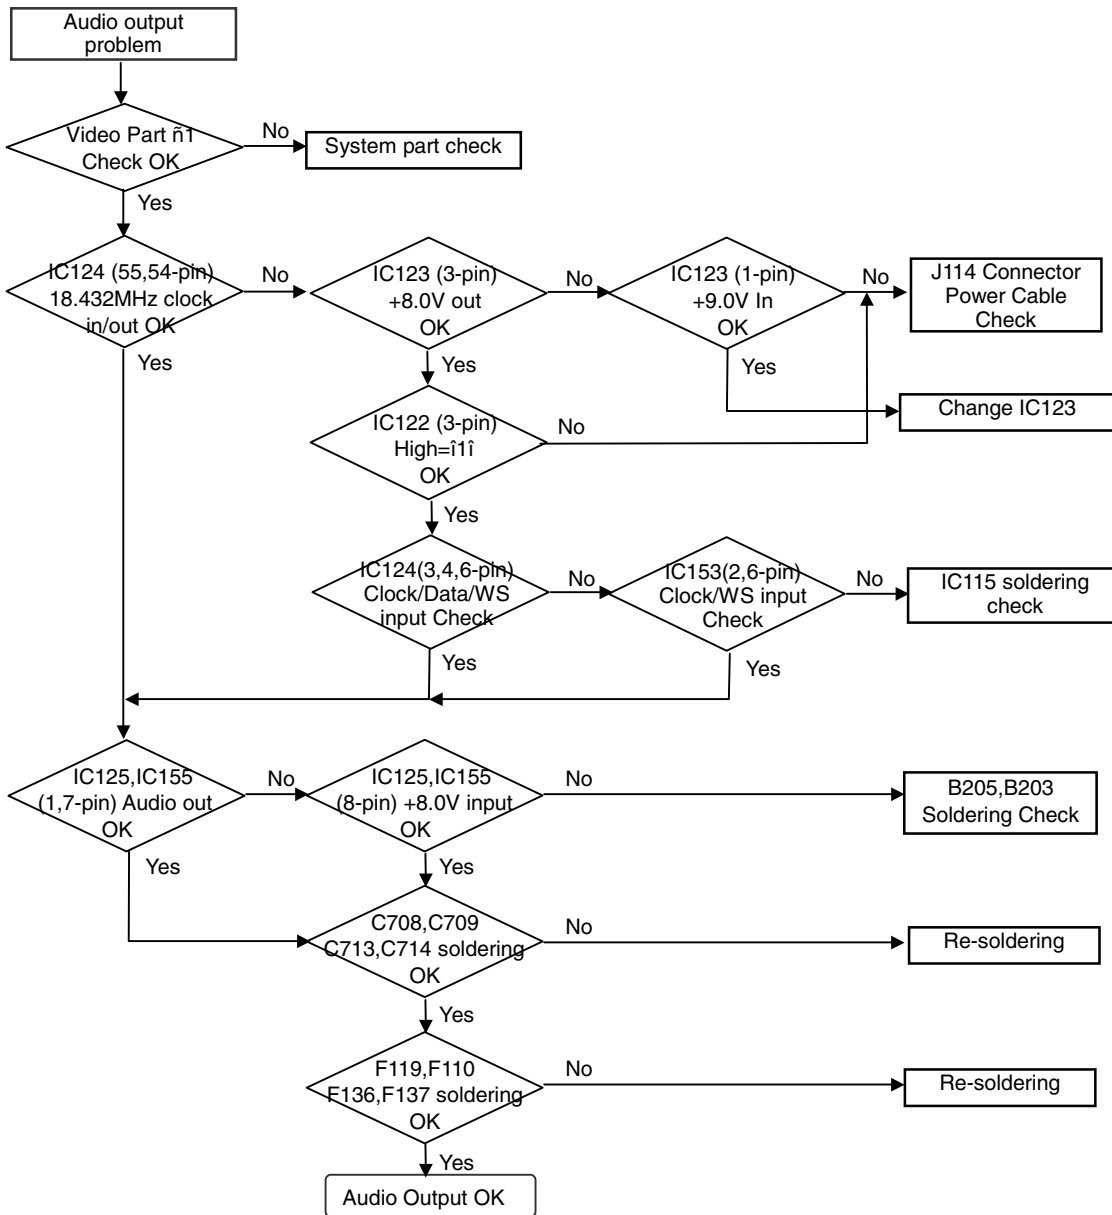 Audio output
problem
Video Part ñ1
Check OK
No
System part check
Yes
IC124 (55,54-pin)
18.432MHz clock
in/out OK
No
IC123 (3-pin)
+8.0V out
OK
No
IC123 (1-pin)
+9.0V In
OK
No
J114 Connector
Power Cable
Check
Yes
Yes
Yes
Change IC123
IC122 (3-pin)
High=î1î
OK
No
Yes
IC124(3,4,6-pin)
Clock/Data/WS
input Check
No
IC153(2,6-pin)
Clock/WS input
Check
No
IC115 soldering
check
Yes
Yes
IC125,IC155
(1,7-pin) Audio out
OK
No
IC125,IC155
(8-pin) +8.0V input
OK
No
B205,B203
Soldering Check
Yes
Yes
C708,C709
C713,C714 soldering
OK
No
Re-soldering
Yes
F119,F110
F136,F137 soldering
OK
No
Re-soldering
Yes
Audio Output OK